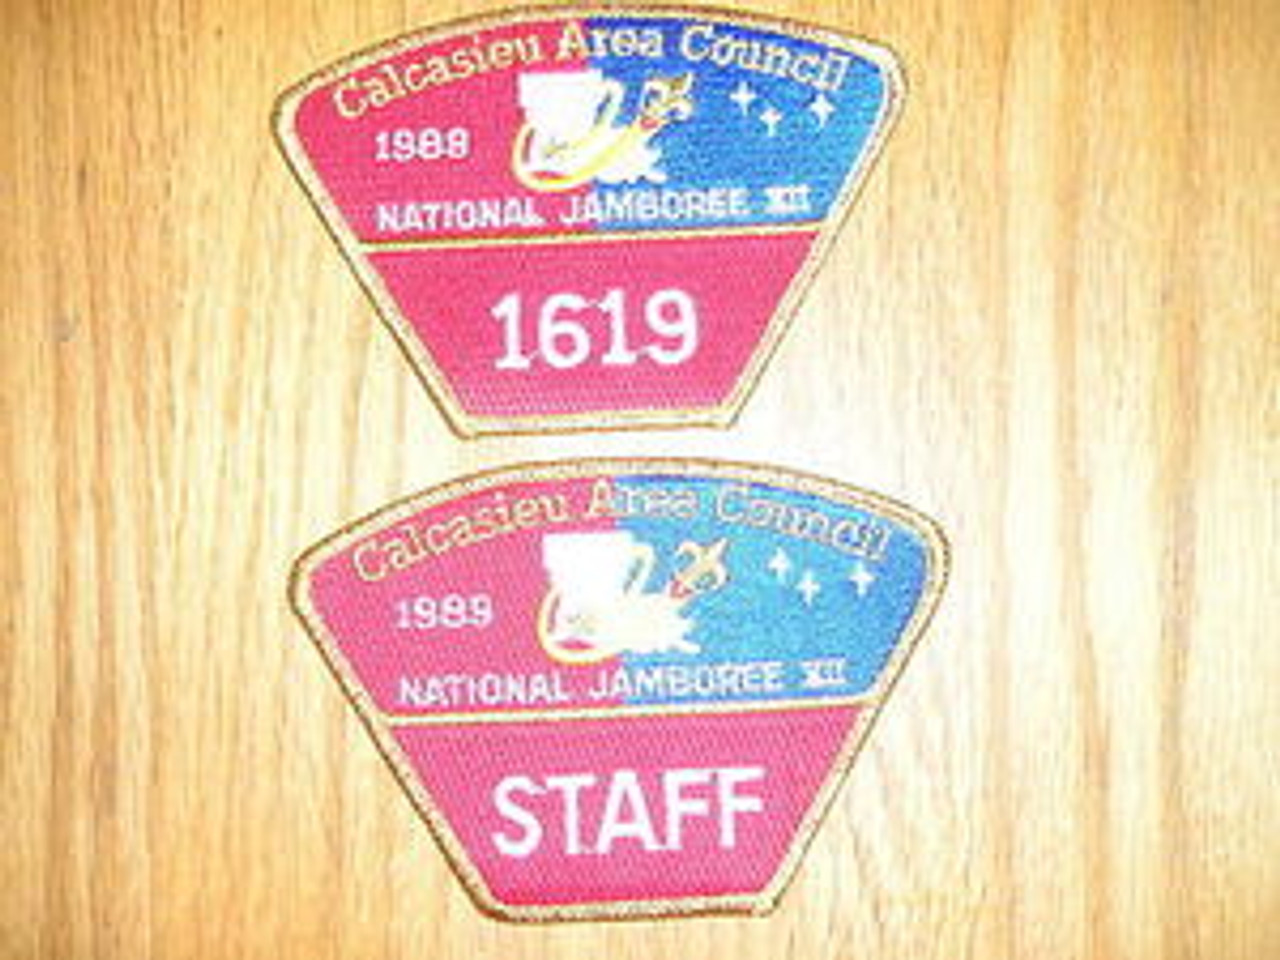 Calcasieu Area Council
1989
NATIONAL JAMBOREE XII
1619
Calcasieu Area Council
1989
NATIONAL JAMBOREE XII
STAFF